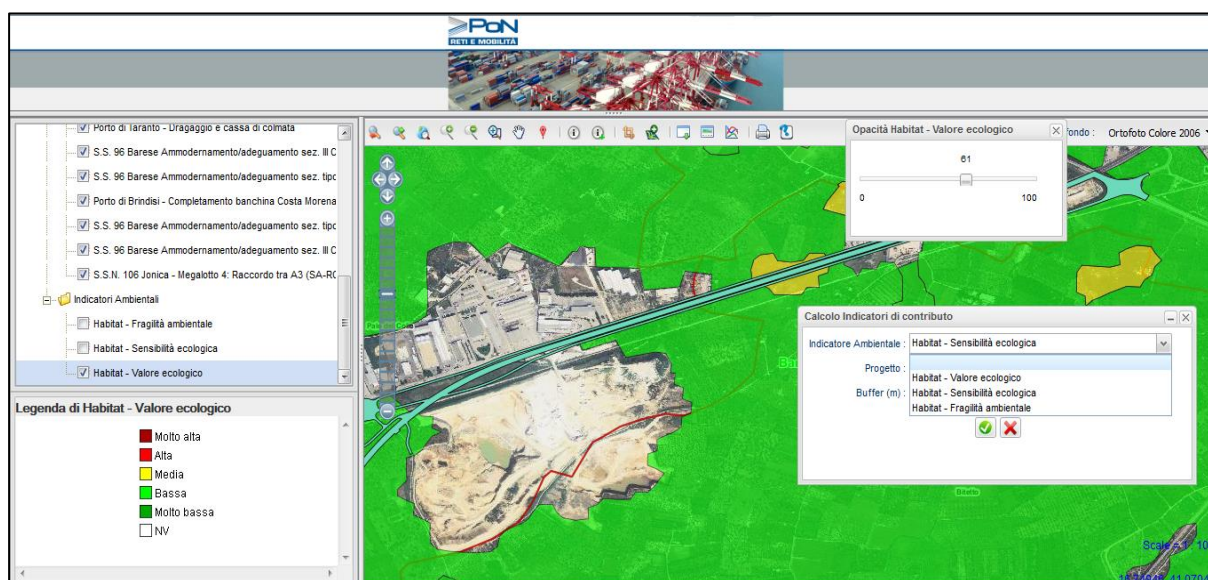 PON
RETI E MOBILITÀ
Porto di Taranto - Dragaggio e cassa di colmata
S.S. 96 Barese Ammodernamento/adeguamento sez. III C
S.S. 96 Barese Ammodernamento/adeguamento sez. tipo
Porto di Brindisi - Completamento banchina Costa Morena
S.S. 96 Barese Ammodernamento/adeguamento sez. tipo
S.S. 96 Barese Ammodernamento/adeguamento sez. III C
S.S.N. 106 Jonica - Megalotto 4: Raccordo tra A3 (SA-RC
Indicatori Ambientali
Habitat - Fragilità ambientale
Habitat - Sensibilità ecologica
Habitat - Valore ecologico
Legenda di Habitat - Valore ecologico
Molto alta
Alta
Media
Bassa
Molto bassa
NV
Opacità Habitat - Valore ecologico
61
0 100
fondo : Ortofoto Colore 2006
Calcolo Indicatori di contributo
Indicatore Ambientale : Habitat - Sensibilità ecologica
Progetto :
Habitat - Valore ecologico
Buffer (m) : Habitat - Sensibilità ecologica
Habitat - Fragilità ambientale
Bitetto
Scale = 1 : 10